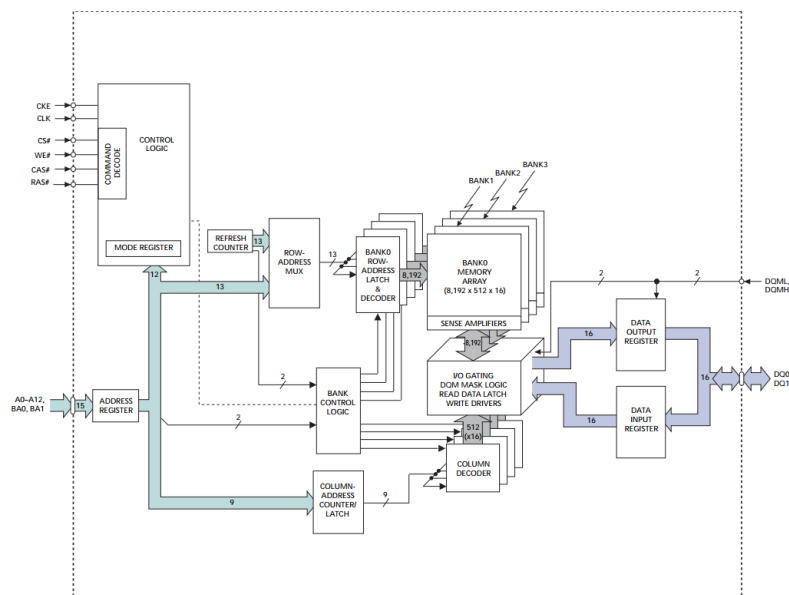 CKE
CLK
CS#
WE#
CAS#
RAS#
COMMAND
DECODE
CONTROL
LOGIC
MODE REGISTER
BANK3
BANK2
BANK1
REFRESH
COUNTER
13
ROW-
ADDRESS
MUX
13
BANK0
ROW-
ADDRESS
LATCH
&
DECODER
8,192
BANK0
MEMORY
ARRAY
(8,192 x 512 x 16)
SENSE AMPLIFIERS
8,192
12
13
2
2
DQML,
DQMH
DATA
OUTPUT
REGISTER
16
16
DQ0
DQ1
I/O GATING
DQM MASK LOGIC
READ DATA LATCH
WRITE DRIVERS
16
DATA
INPUT
REGISTER
A0–A12,
BA0, BA1
15
ADDRESS
REGISTER
2
2
BANK
CONTROL
LOGIC
512
(x16)
COLUMN
DECODER
9
COLUMN-
ADDRESS
COUNTER/
LATCH
9